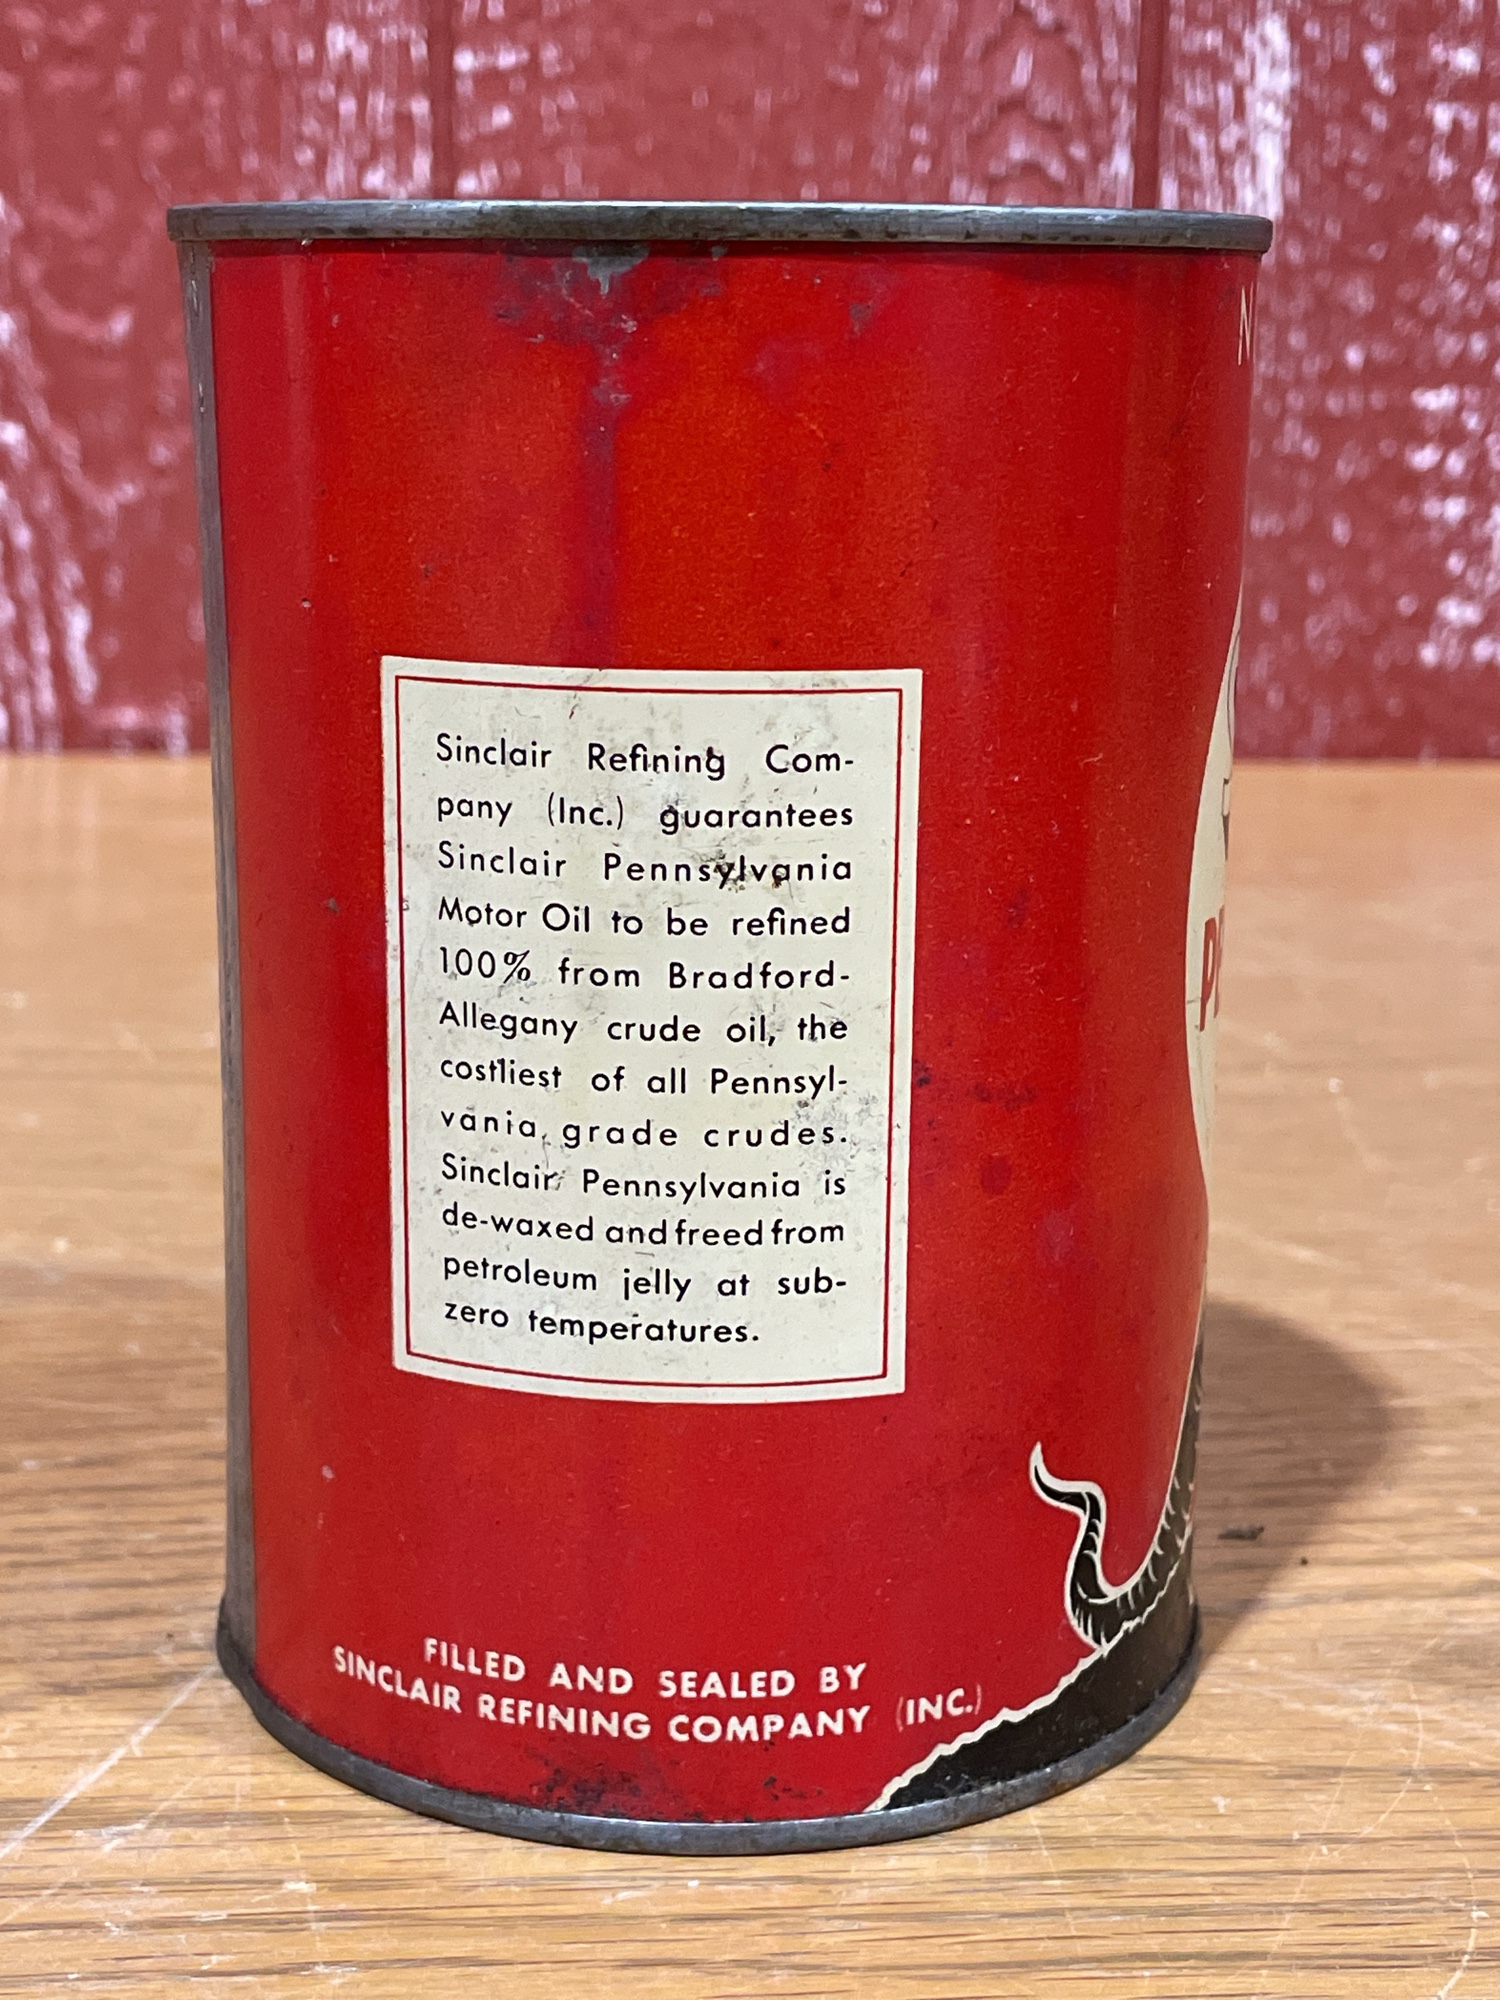 Sinclair Refining Com-
pany (Inc.) guarantees
Sinclair Pennsylvania
Motor Oil to be refined
100% from Bradford-
Allegany crude oil, the
costliest of all Pennsyl-
vania grade crudes.
Sinclair Pennsylvania is
de-waxed and freed from
petroleum jelly at sub-
zero temperatures.
FILLED AND SEALED BY
SINCLAIR REFINING COMPANY (INC.)